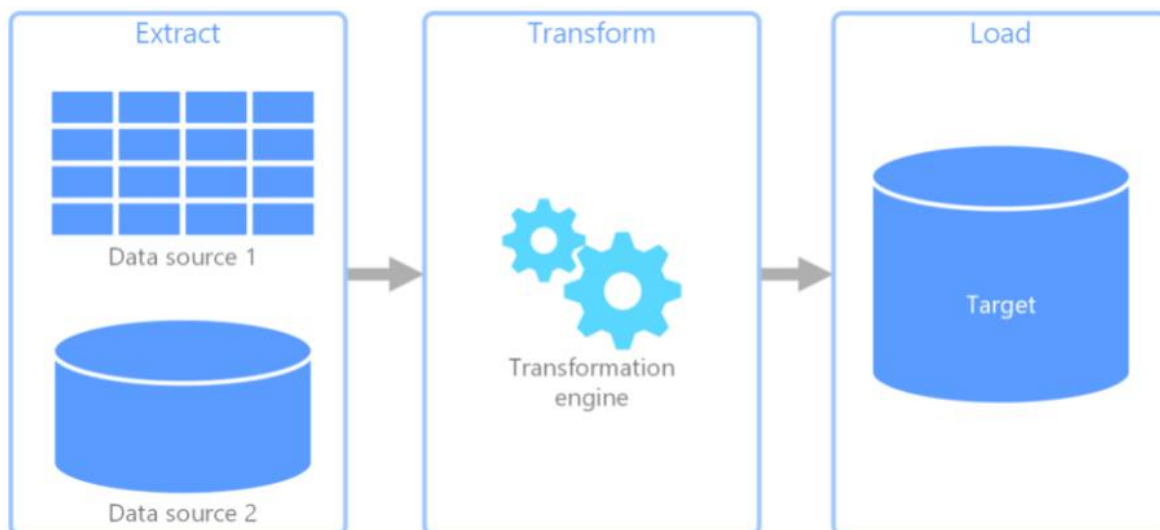 Extract
Data source 1
Data source 2
Transform
Transformation
engine
Load
Target